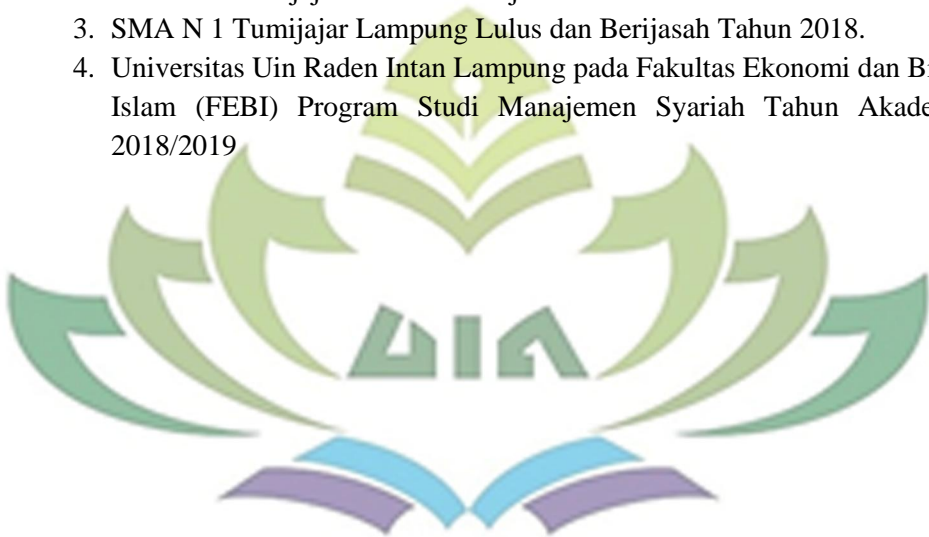 3. SMA N 1 Tumijajar Lampung Lulus dan Berijasah Tahun 2018.
4. Universitas Uin Raden Intan Lampung pada Fakultas Ekonomi dan
Islam (FEBI) Program Studi Manajemen Syariah Tahun
2018/2019
UIN